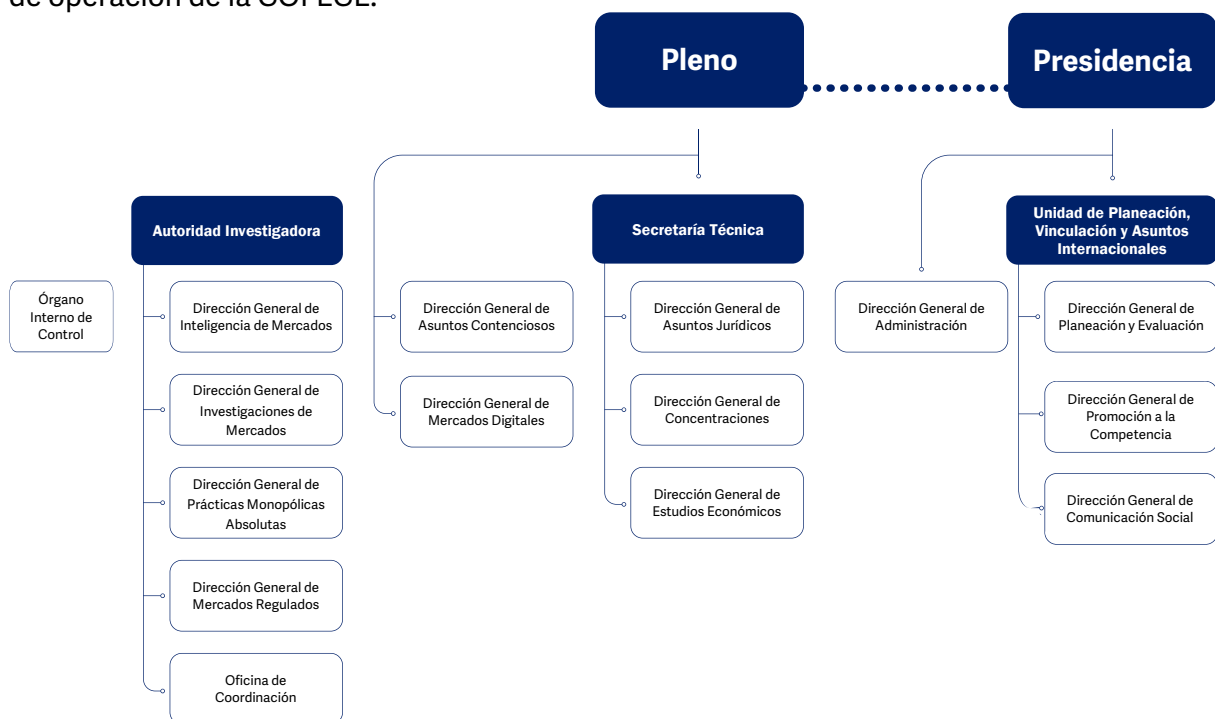 de operación de la COFECE.
Pleno
Presidencia
Autoridad Investigadora
Secretaría Técnica
Unidad de Planeación,
Vinculación y Asuntos
Internacionales
Órgano
Interno de
Control
Dirección General de
Inteligencia de Mercados
Dirección General de
Investigaciones de
Mercados
Dirección General de
Prácticas Monopólicas
Absolutas
Dirección General de
Mercados Regulados
Oficina de
Coordinación
Dirección General de
Asuntos Contenciosos
Dirección General de
Mercados Digitales
Dirección General de
Asuntos Jurídicos
Dirección General de
Concentraciones
Dirección General de
Estudios Económicos
Dirección General de
Administración
Dirección General de
Planeación y Evaluación
Dirección General de
Promoción a la
Competencia
Dirección General de
Comunicación Social